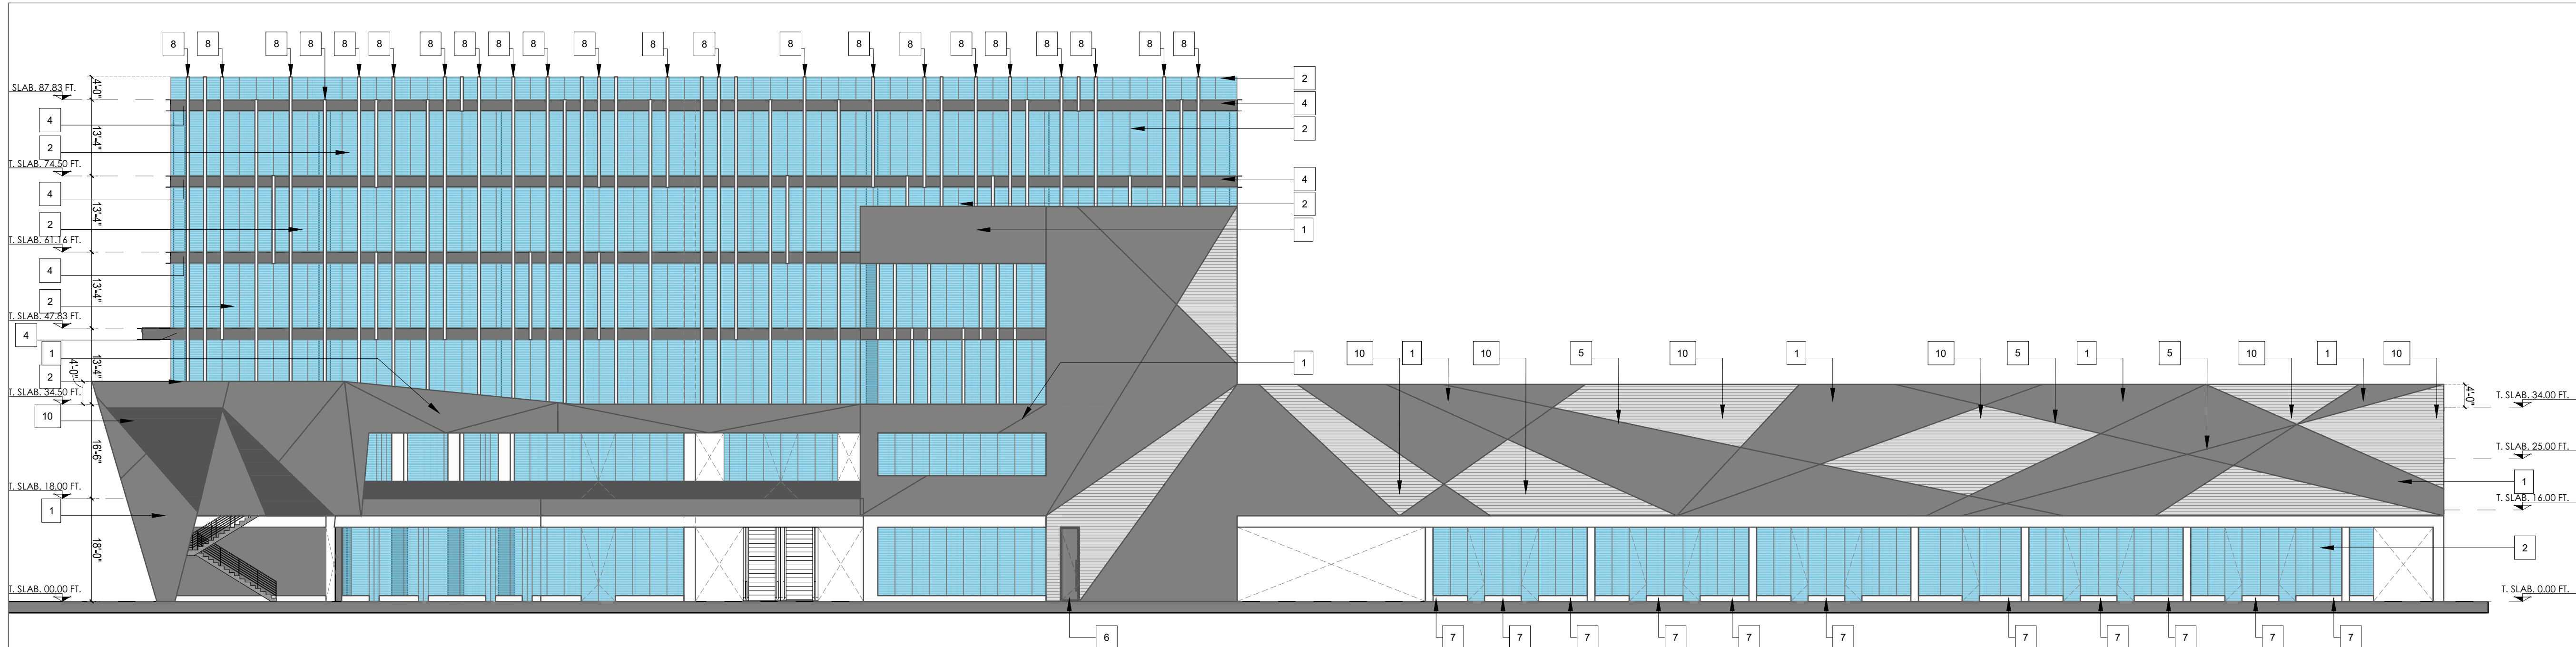 8 8 8 8 8 8 8 8 8 8 8 8 8 8 8 8 8 8 8 8 8 8
SLAB. 87.83 FT.
4'-0"
4
13'-4"
2
T. SLAB. 74.50 FT.
4
13'-4"
2
T. SLAB. 61.16 FT.
4
13'-4"
2
T. SLAB. 47.83 FT.
4
1
13'-4"
4'-0"
2
T. SLAB. 34.50 FT.
10
16'-6"
T. SLAB. 18.00 FT.
1
18'-0"
T. SLAB. 00.00 FT.
2
4
2
4
2
1
1
10 1 10 5 10 1 10 5 1 5 10 1 10
4'-0"
T. SLAB. 34.00 FT.
T. SLAB. 25.00 FT.
1
T. SLAB. 16.00 FT.
2
T. SLAB. 0.00 FT.
6 7 7 7 7 7 7 7 7 7 7 7